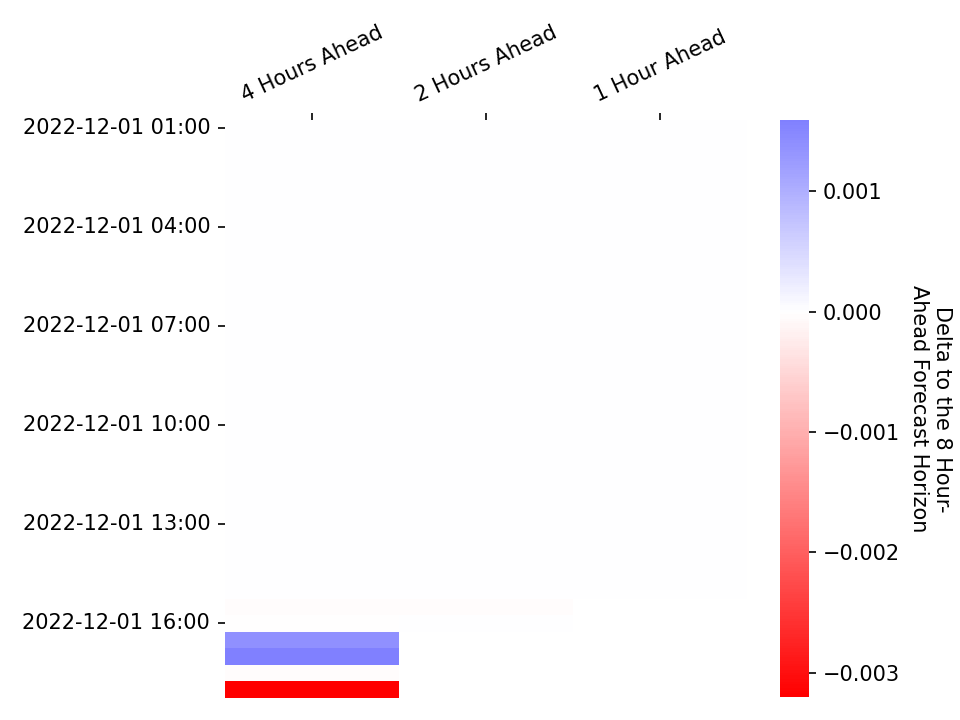 4 Hours Ahead
2 Hours Ahead
1 Hour Ahead
2022-12-01 01:00
2022-12-01 04:00
2022-12-01 07:00
2022-12-01 10:00
2022-12-01 13:00
2022-12-01 16:00
0.001
0.000
−0.001
−0.002
−0.003
Delta to the 8 Hour-
Ahead Forecast Horizon